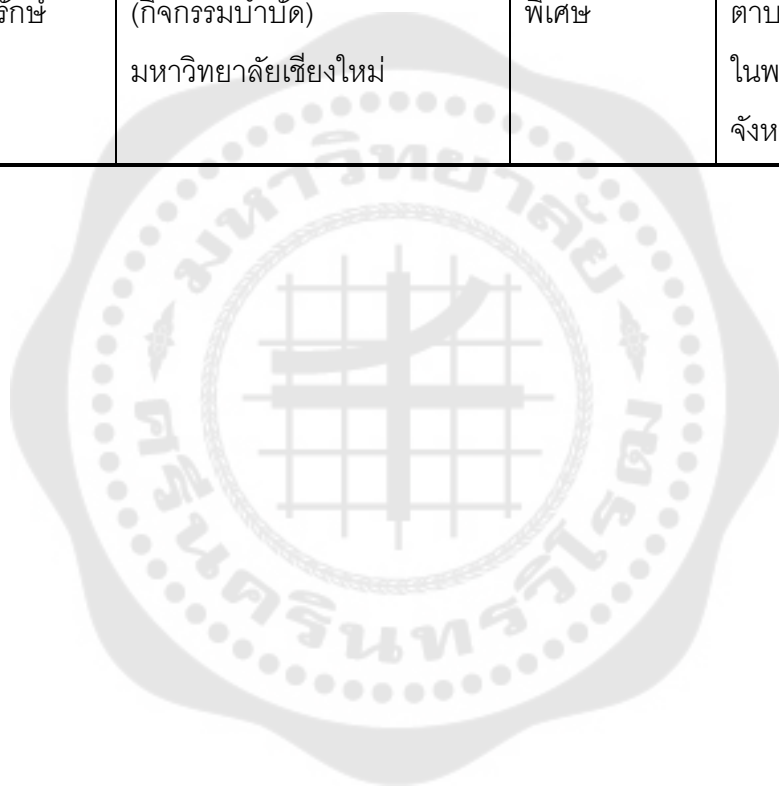 รักษ์ (กิจกรรมบำบัด) พิเศษ ตาบ
มหาวิทยาลัยเชียงใหม่ ในพ
จังห
มหาวิทยาลัย
ศรีนครินทรวิโรฒ